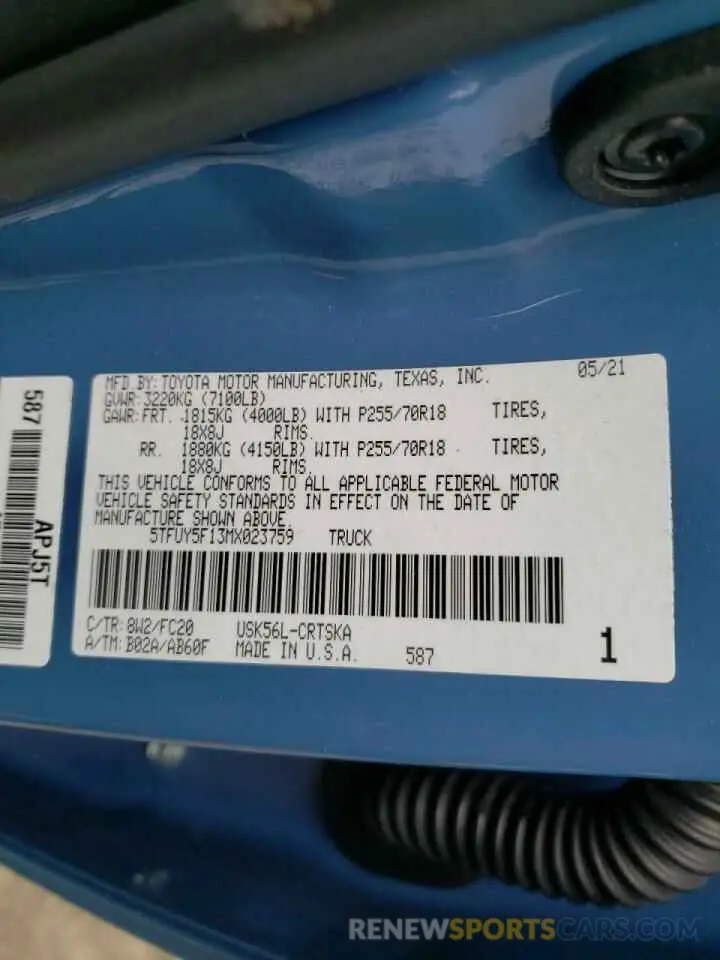 MFD.BY:TOYOTA MOTOR MANUFACTURING, TEXAS, INC. 05/21
GVWR:3220KG (7100LB)
GAWR:FRT. 1815KG (4000LB) WITH P255/70R18 TIRES,
18X8J RIMS.
RR. 1880KG (4150LB) WITH P255/70R18 TIRES,
18X8J RIMS.
THIS VEHICLE CONFORMS TO ALL APPLICABLE FEDERAL MOTOR
VEHICLE SAFETY STANDARDS IN EFFECT ON THE DATE OF
MANUFACTURE SHOWN ABOVE.
5TFUY5F13MX023759 TRUCK
C/TR:8W2/FC20 USK56L-CRTSKA
A/TM:B02A/AB60F MADE IN U.S.A. 587 1
587
APJ5T
RENEWSPORTSCARS.COM